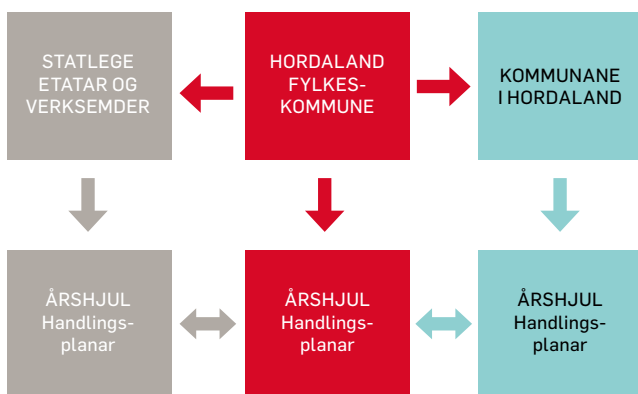 STATLEGE
ETATAR OG
VERKSEMDER
HORDALAND
FYLKES-
KOMMUNE
KOMMUNANE
I HORDALAND
ÅRSHJUL
Handlings-
planar
ÅRSHJUL
Handlings-
planar
ÅRSHJUL
Handlings-
planar